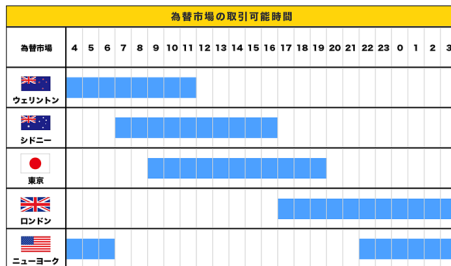 為替市場の取引可能時間
為替市場 4 5 6 7 8 9 10 11 12 13 14 15 16 17 18 19 20 21 22 23 0 1 2 3
ウェリントン
シドニー
東京
ロンドン
ニューヨーク